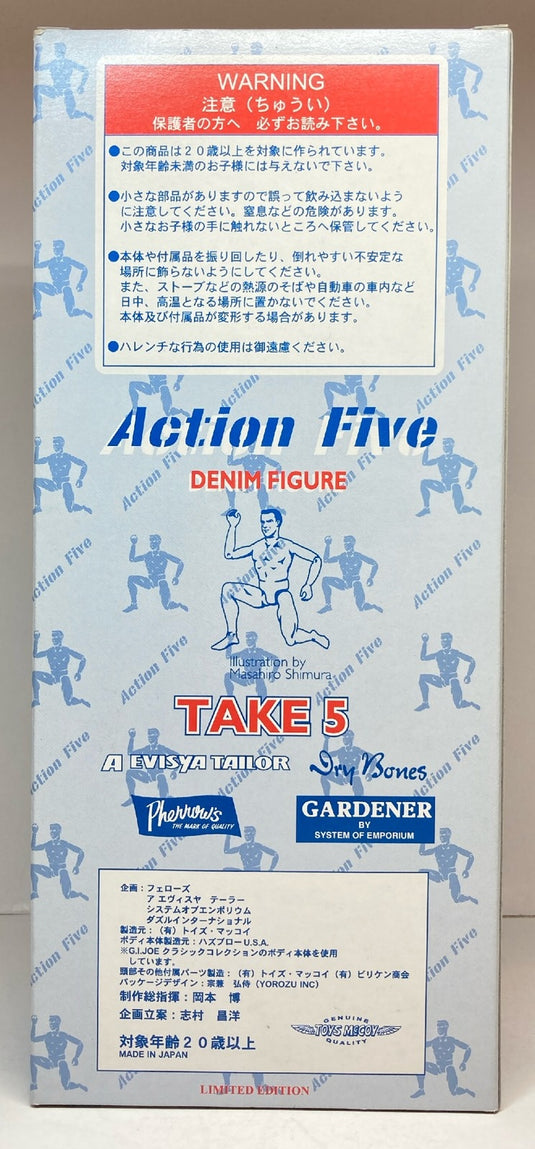 WARNING
注意（ちゅうい）
保護者の方へ　必ずお読み下さい。
●この商品は２０歳以上を対象に作られています。
対象年齢未満のお子様には与えないで下さい。
●小さな部品がありますので誤って飲み込まないよう
に注意してください。窒息などの危険があります。
小さなお子様の手に触れないところへ保管してください。
●本体や付属品を振り回したり、倒れやすい不安定な
場所に飾らないようにしてください。
また、ストーブなどの熱源のそばや自動車の車内など
日中、高温となる場所に置かないでください。
本体及び付属品が変形する場合があります。
●ハレンチな行為の使用は御遠慮ください。
Action Five
DENIM FIGURE
Illustration by
Masahiro Shimura
TAKE 5
A EVISYA TAILOR
Dry Bones
Pherrow's
THE MARK OF QUALITY
GARDENER
BY
SYSTEM OF EMPORIUM
企画：フェローズ
ア エヴィスヤ　テーラー
システムオブエンポリウム
ダズルインターナショナル
製造元：（有）トイズ・マッコイ
ボディ本体製造元：ハズブローU.S.A.
※G.I.JOE クラシックコレクションのボディ本体を使用
しています。
頸部その他付属パーツ製造：（有）トイズ・マッコイ（有）ビリケン商会
パッケージデザイン：宗兼　弘侍（YOROZU INC）
制作総指揮：岡本　博
企画立案：志村　昌洋
対象年齢２０歳以上
MADE IN JAPAN
GENUINE
TOYS McCOY
QUALITY
LIMITED EDITION